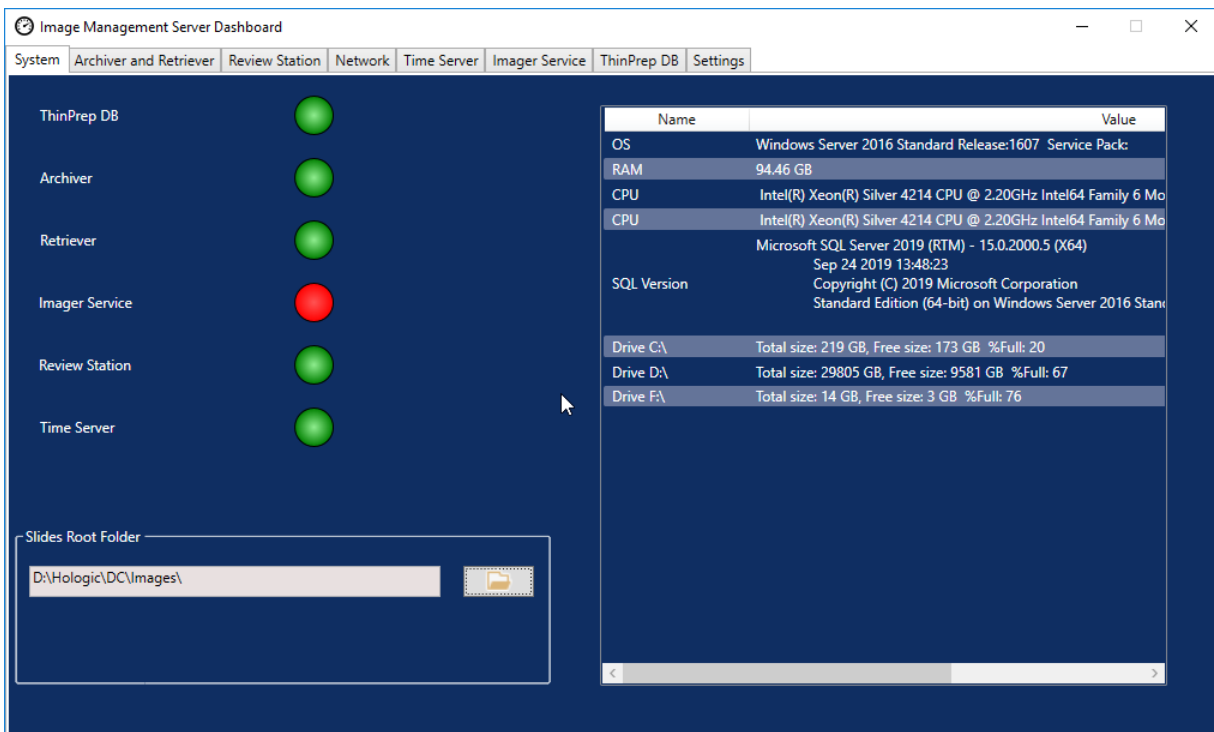 Image Management Server Dashboard
System Archiver and Retriever Review Station Network Time Server Imager Service ThinPrep DB Settings
ThinPrep DB
Archiver
Retriever
Imager Service
Review Station
Time Server
Slides Root Folder
D:\Hologic\DC\Images\
Name Value
OS Windows Server 2016 Standard Release:1607 Service Pack:
RAM 94.46 GB
CPU Intel(R) Xeon(R) Silver 4214 CPU @ 2.20GHz Intel64 Family 6 Mo
CPU Intel(R) Xeon(R) Silver 4214 CPU @ 2.20GHz Intel64 Family 6 Mo
Microsoft SQL Server 2019 (RTM) - 15.0.2000.5 (X64)
Sep 24 2019 13:48:23
SQL Version Copyright (C) 2019 Microsoft Corporation
Standard Edition (64-bit) on Windows Server 2016 Stan
Drive C:\ Total size: 219 GB, Free size: 173 GB %Full: 20
Drive D:\ Total size: 29805 GB, Free size: 9581 GB %Full: 67
Drive F:\ Total size: 14 GB, Free size: 3 GB %Full: 76